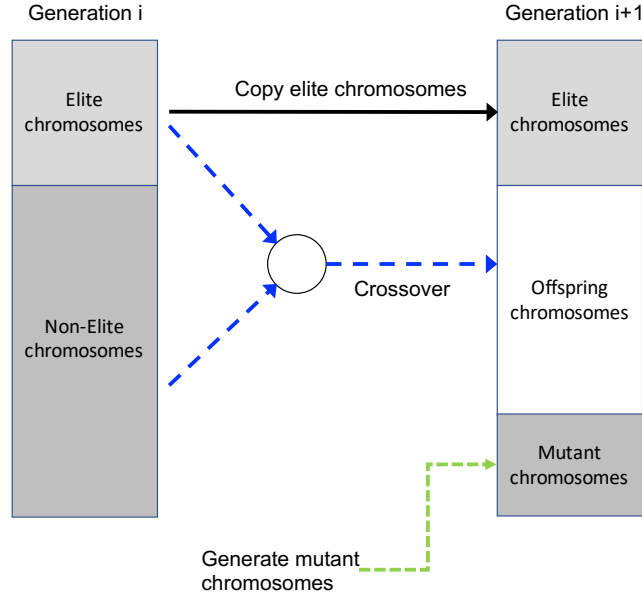 Generation i
Generation i+1
Elite
chromosomes
Copy elite chromosomes
Elite
chromosomes
Non-Elite
chromosomes
Crossover
Offspring
chromosomes
Mutant
chromosomes
Generate mutant
chromosomes